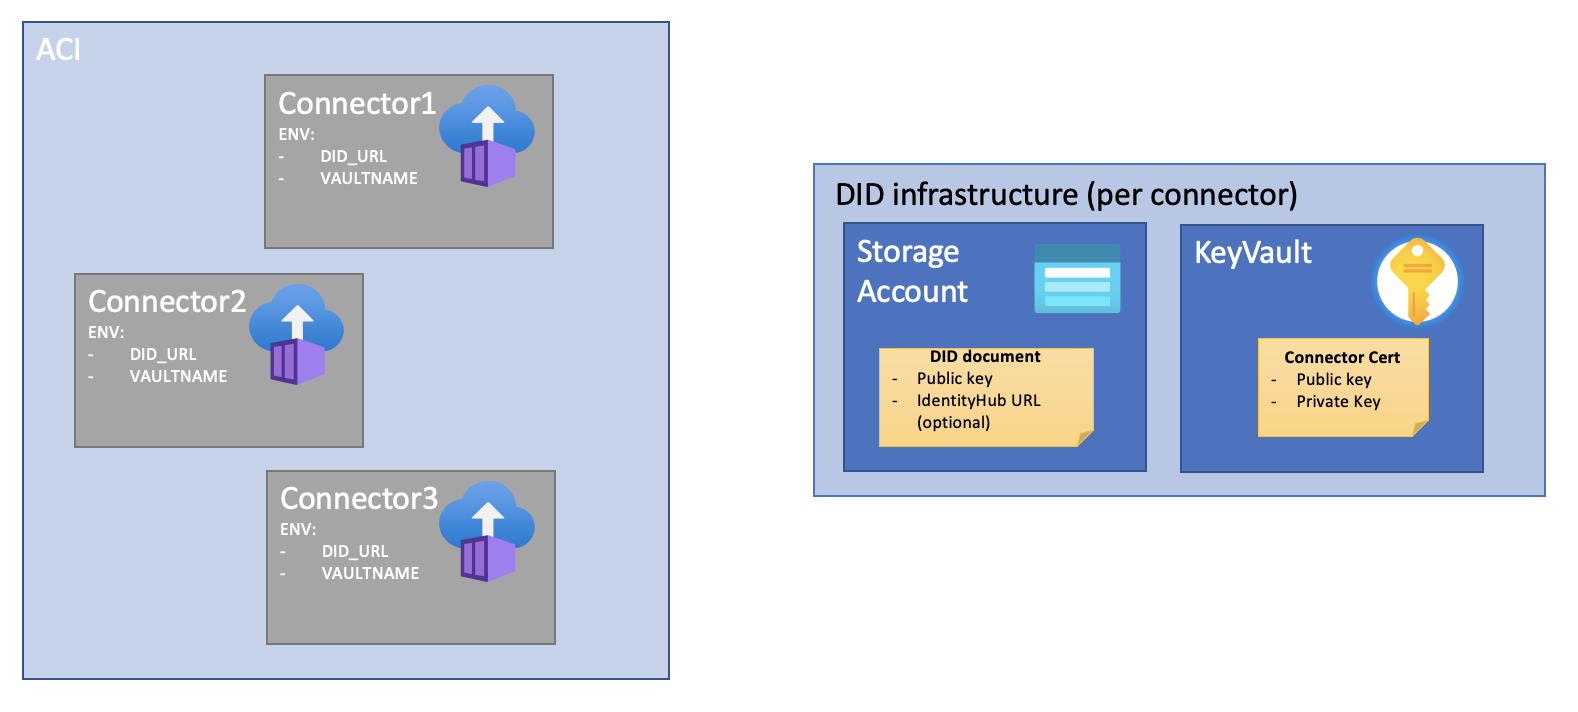 ACI
Connector1
ENV:
- DID_URL
- VAULTNAME
Connector2
ENV:
- DID_URL
- VAULTNAME
Connector3
ENV:
- DID_URL
- VAULTNAME
DID infrastructure (per connector)
Storage
Account
DID document
- Public key
- IdentityHub URL
(optional)
KeyVault
Connector Cert
- Public key
- Private Key